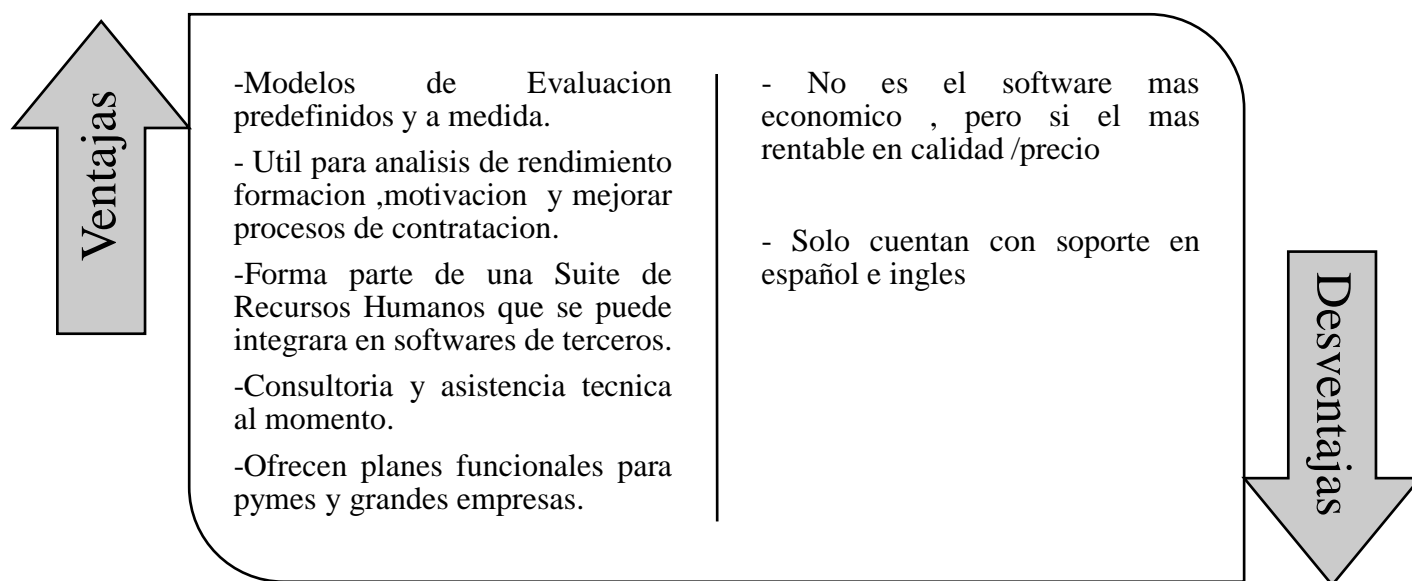 Ventajas
-Modelos de Evaluacion
predefinidos y a medida.
- Util para analisis de rendimiento
formacion ,motivacion y mejorar
procesos de contratacion.
-Forma parte de una Suite de
Recursos Humanos que se puede
integrara en softwares de terceros.
-Consultoria y asistencia tecnica
al momento.
-Ofrecen planes funcionales para
pymes y grandes empresas.
- No es el software mas
economico , pero si el mas
rentable en calidad /precio
- Solo cuentan con soporte en
español e ingles
Desventajas